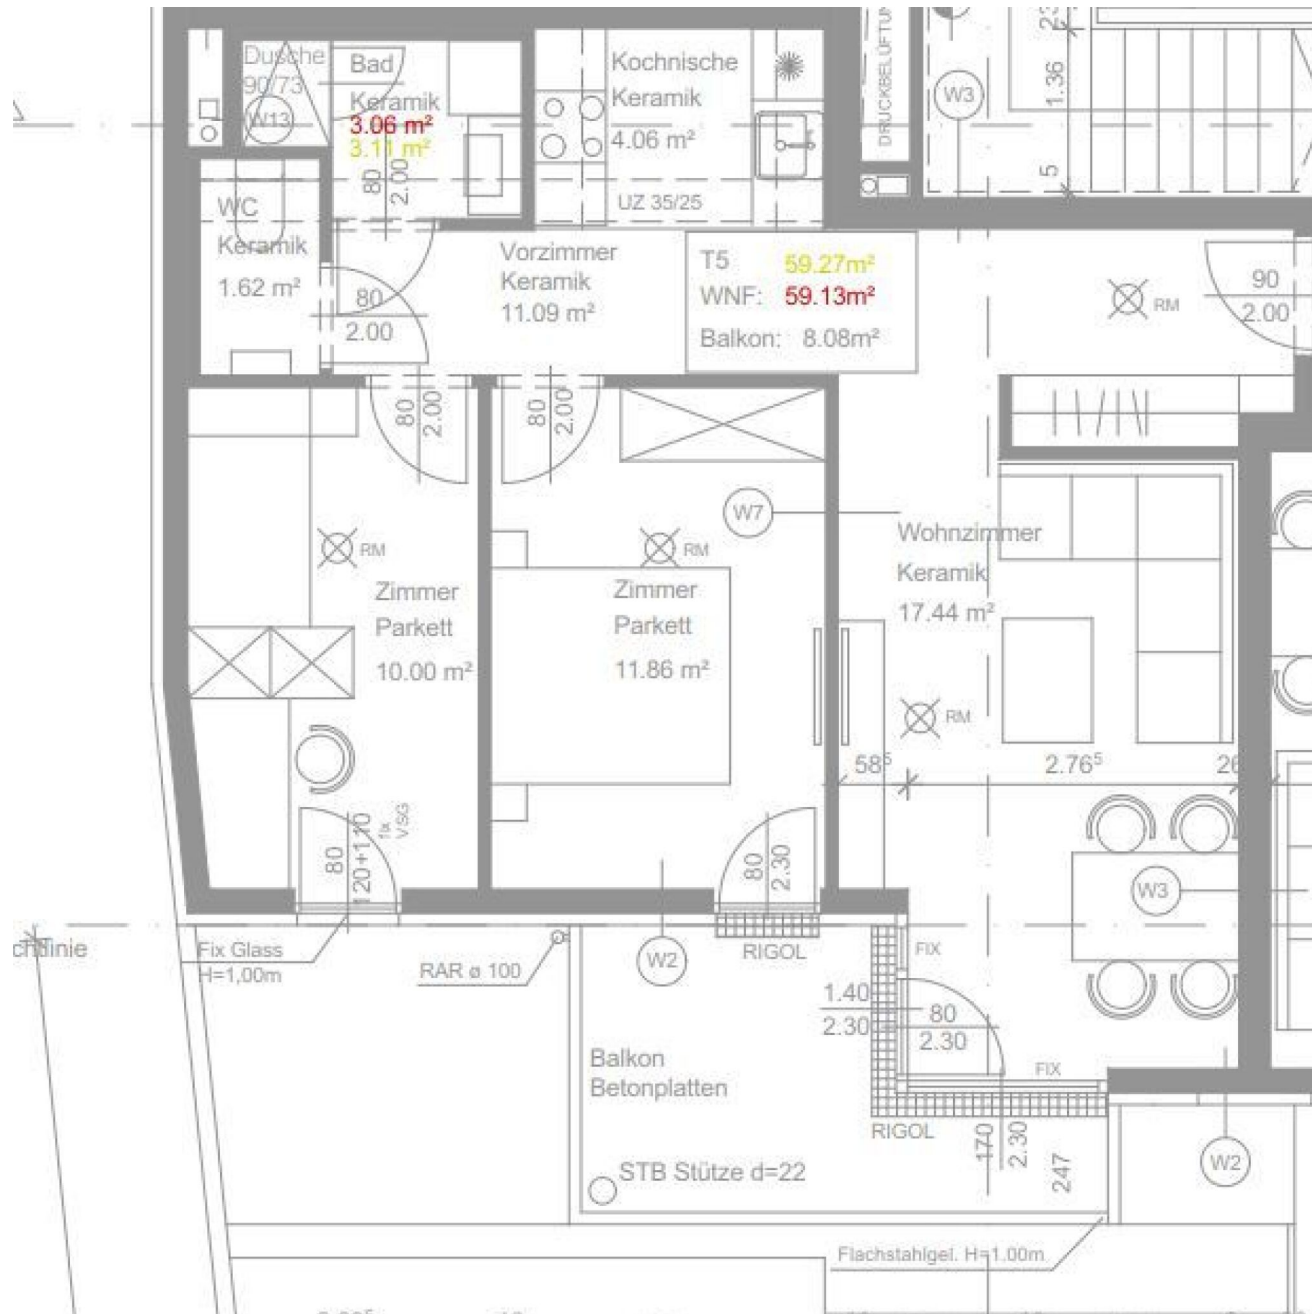 Dusche
90/73
W13
Bad
Keramik
3.06 m²
3.11 m²
80
2.00
Kochnische
Keramik
4.06 m²
UZ 35/25
W3
1.36
5
WC
Keramik
1.62 m²
80
2.00
Vorzimmer
Keramik
11.09 m²
T5 59.27m²
WNF: 59.13m²
Balkon: 8.08m²
RM
90
2.00
80
2.00
80
2.00
W7
RM
Zimmer
Parkett
10.00 m²
RM
Zimmer
Parkett
11.86 m²
Wohnzimmer
Keramik
17.44 m²
RM
58⁵
2.76⁵
26
80
20+1.10
fix
VSG
80
2.30
W3
Fix Glass
H=1,00m
RAR ø 100
W2
RIGOL
FIX
1.40
2.30
80
2.30
FIX
Balkon
Betonplatten
RIGOL
170
2.30
247
W2
STB Stütze d=22
Flachstahlgel. H=1.00m